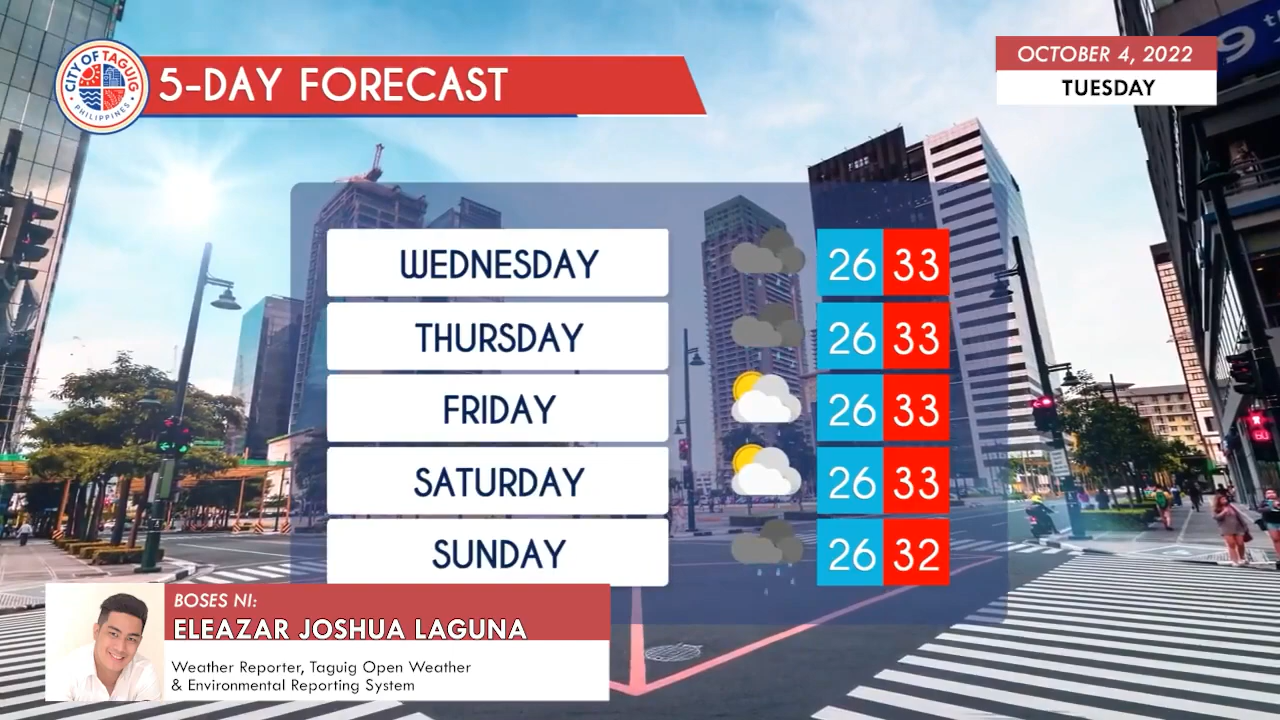 CITY OF TAGUIG
PHILIPPINES
5-DAY FORECAST
OCTOBER 4, 2022
TUESDAY
9th
WEDNESDAY
26 33
THURSDAY
26 33
FRIDAY
26 33
SATURDAY
26 33
SUNDAY
26 32
BOSES NI:
ELEAZAR JOSHUA LAGUNA
Weather Reporter, Taguig Open Weather
& Environmental Reporting System